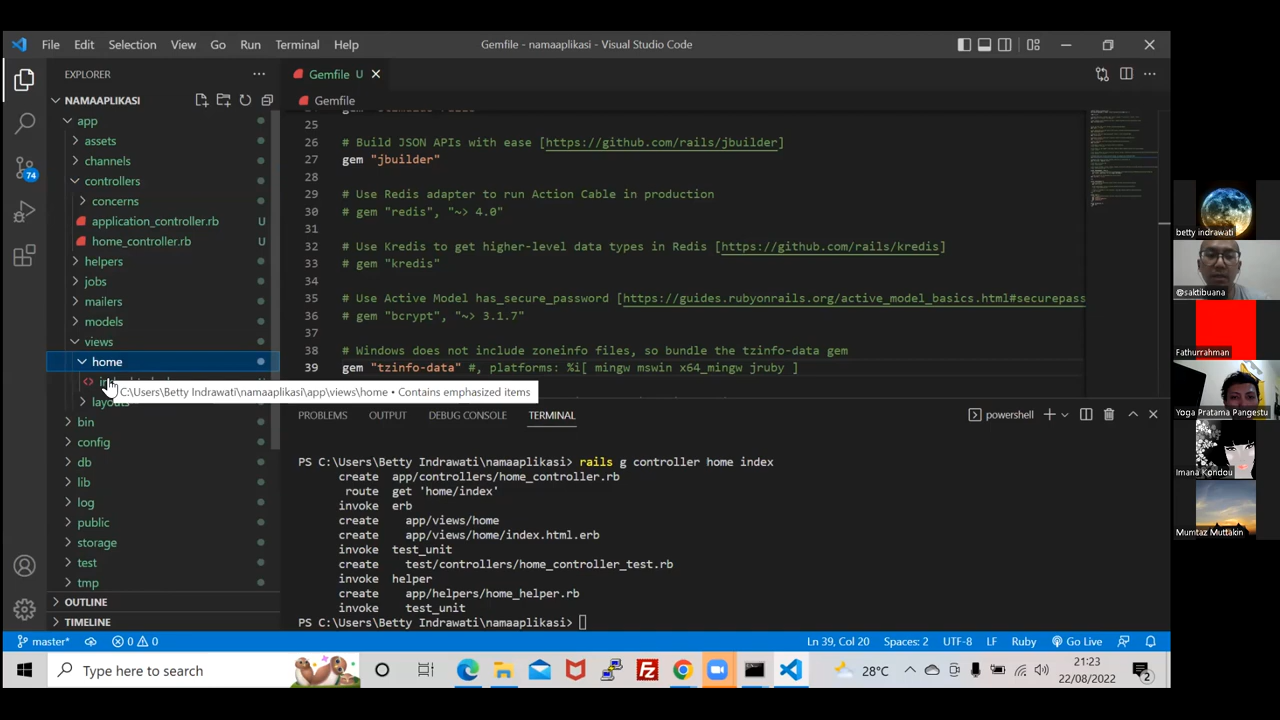 File Edit Selection View Go Run Terminal Help
Gemfile - namaaplikasi - Visual Studio Code
EXPLORER
NAMAAPLIKASI
app
assets
channels
controllers
concerns
application_controller.rb U
home_controller.rb U
helpers
jobs
mailers
models
views
home
C:\Users\Betty Indrawati\namaaplikasi\app\views\home • Contains emphasized items
bin
config
db
lib
log
public
storage
test
tmp
OUTLINE
TIMELINE
74
Gemfile U
Gemfile
25
26 # Build JSON APIs with ease [https://github.com/rails/jbuilder]
27 gem "jbuilder"
28
29 # Use Redis adapter to run Action Cable in production
30 # gem "redis", "~> 4.0"
31
32 # Use Kredis to get higher-level data types in Redis [https://github.com/rails/kredis]
33 # gem "kredis"
34
35 # Use Active Model has_secure_password [https://guides.rubyonrails.org/active_model_basics.html#securepass
36 # gem "bcrypt", "~> 3.1.7"
37
38 # Windows does not include zoneinfo files, so bundle the tzinfo-data gem
39 gem "tzinfo-data" #, platforms: %i[ mingw mswin x64_mingw jruby ]
PROBLEMS OUTPUT DEBUG CONSOLE TERMINAL
powershell
PS C:\Users\Betty Indrawati\namaaplikasi> rails g controller home index
create app/controllers/home_controller.rb
route get 'home/index'
invoke erb
create app/views/home
create app/views/home/index.html.erb
invoke test_unit
create test/controllers/home_controller_test.rb
invoke helper
create app/helpers/home_helper.rb
invoke test_unit
PS C:\Users\Betty Indrawati\namaaplikasi>
master* 0 0
Ln 39, Col 20 Spaces: 2 UTF-8 LF Ruby Go Live
Type here to search
28°C
21:23
22/08/2022
2
betty indrawati
@saktibuana
Fathurrahman
Yoga Pratama Pangestu
Imana Kondou
Mumtaz Muttakin